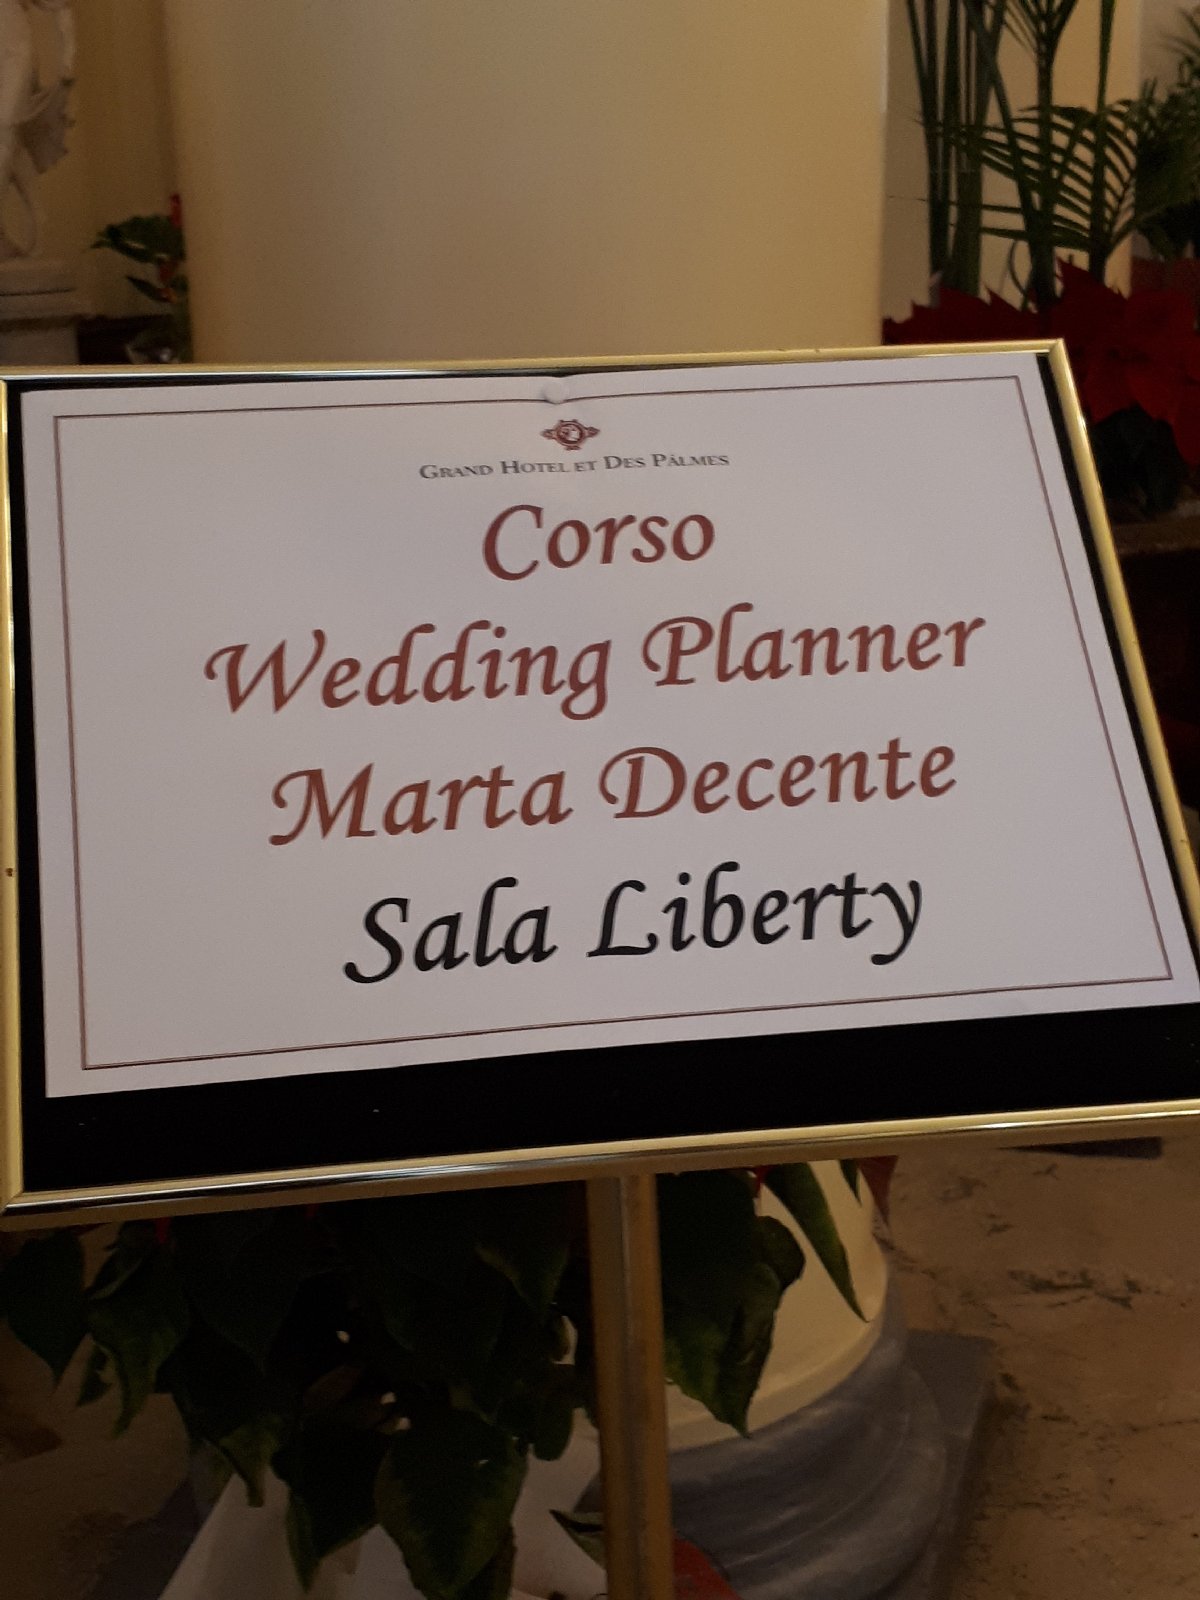 GRAND HOTEL ET DES PALMES
Corso
Wedding Planner
Marta Decente
Sala Liberty